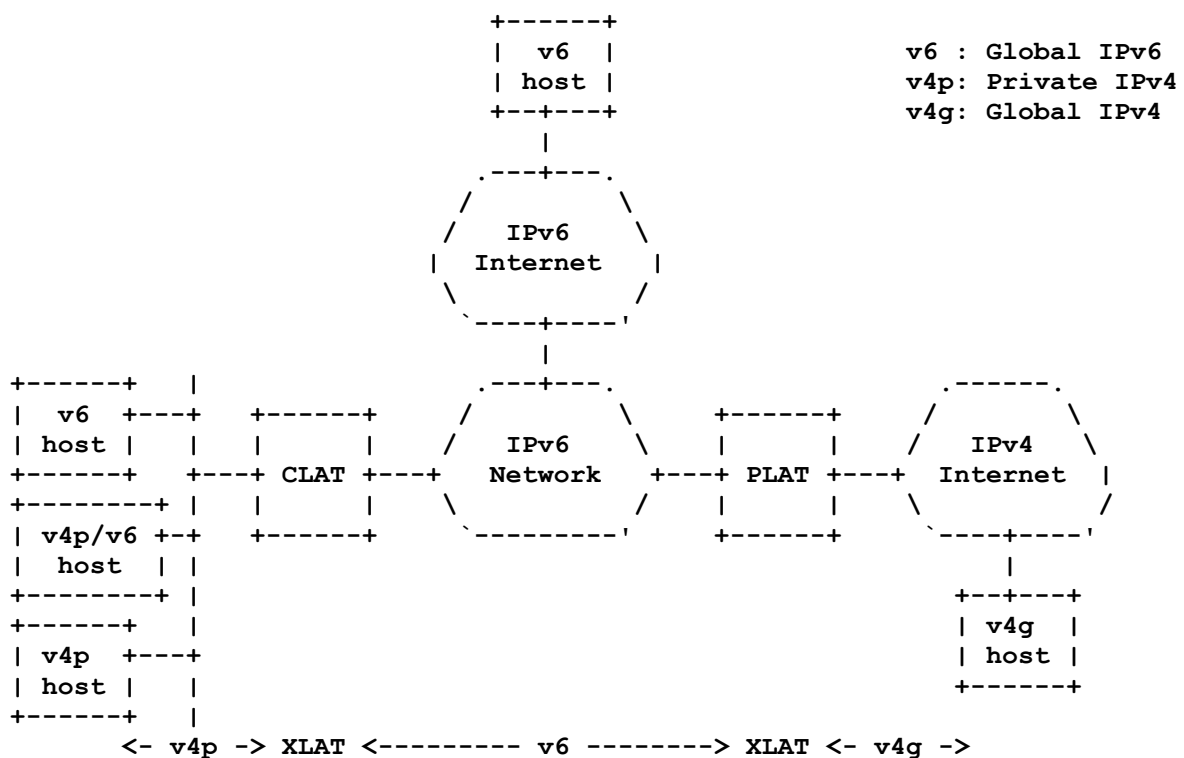 +------+
|  v6  |                   v6 : Global IPv6
| host |                   v4p: Private IPv4
+--+---+                   v4g: Global IPv4
|
.---+---.
/         \
/   IPv6    \
|  Internet   |
\           /
`----+----'
|
+------+   |                  .---+---.                    .------.
|  v6  +---+   +------+      /         \     +------+     /        \
| host |   |   |      |     /   IPv6    \    |      |    /   IPv4   \
+------+   +---+ CLAT +---+   Network   +---+ PLAT +---+  Internet  |
+--------+ |   |      |     \           /    |      |    \          /
| v4p/v6 +-+   +------+      `---------'     +------+     `----+----'
|  host  | |                                                   |
+--------+ |                                                +--+---+
+------+   |                                                | v4g  |
| v4p  +---+                                                | host |
| host |   |                                                +------+
+------+   |
<- v4p -> XLAT <--------- v6 --------> XLAT <- v4g ->